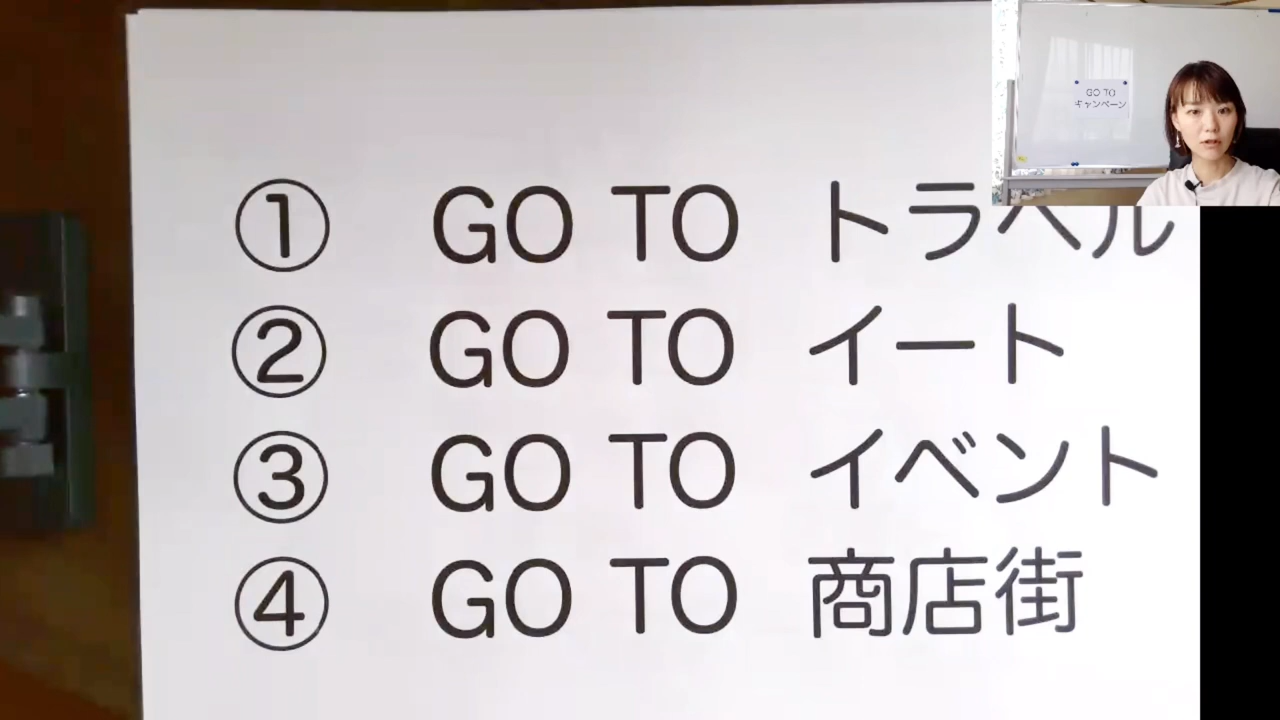 ① GO TO トラベル
② GO TO イート
③ GO TO イベント
④ GO TO 商店街
GO TO
キャンペーン